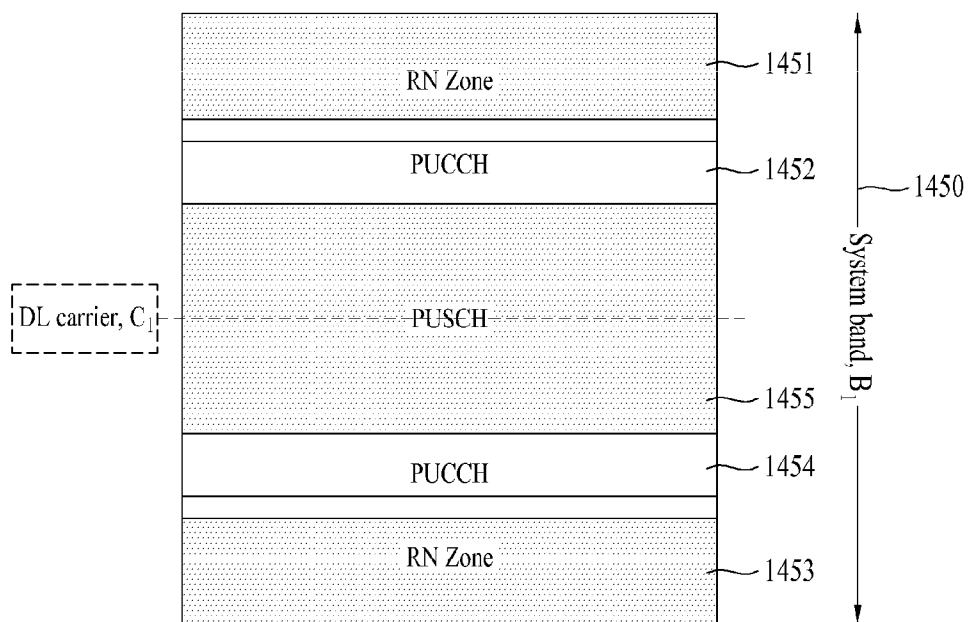 RN Zone
1451
PUCCH
1452
1450
System band, B1
DL carrier, C1
PUSCH
1455
PUCCH
1454
RN Zone
1453